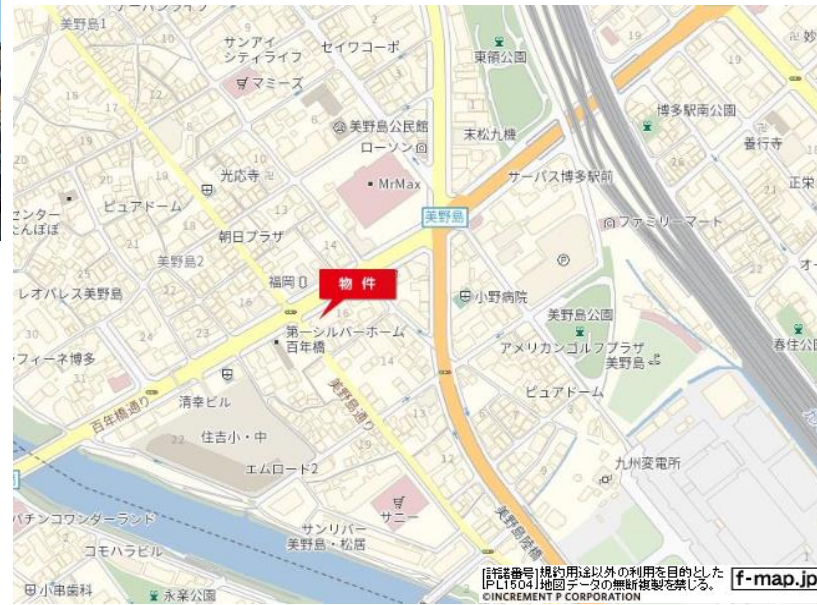 美野島1
サンアイ
シティライフ
セイワコーポ
東領公園
マミーズ
美野島公民館
ローソン
末松九機
博多駅南公園
養行寺
光応寺
MrMax
サーパス博多駅前
正栄
センター
たんぽぽ
ピュアドーム
朝日プラザ
美野島
ファミリーマート
美野島2
福岡
物件
レオパレス美野島
小野病院
美野島公園
第一シルバーホーム
百年橋
アメリカンゴルフプラザ
美野島
春住公
フィーネ博多
ピュアドーム
清幸ビル
百年橋通り
美野島通り
住吉小・中
エムロード2
九州変電所
サニー
パチンコワンダーランド
サンリバー
美野島・松居
美野島陸橋
コモハラビル
小串歯科
永楽公園
[許諾番号]規約用途以外の利用を目的とした
[PL1504]地図データの無断複製を禁じる。
©INCREMENT P CORPORATION
f-map.jp